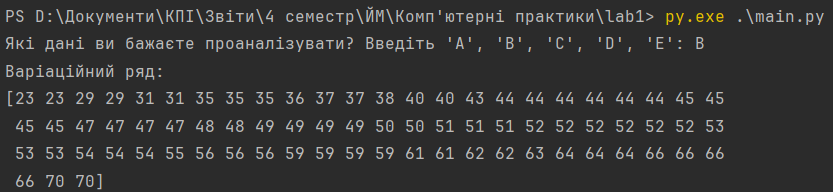 PS D:\Документи\КПІ\Звіти\4 семестр\ЙМ\Комп'ютерні практики\lab1> py.exe .\main.py
Які дані ви бажаєте проаналізувати? Введіть 'A', 'B', 'C', 'D', 'E': B
Варіаційний ряд:
[23 23 29 29 31 31 35 35 35 36 37 37 38 40 40 43 44 44 44 44 44 44 45 45
45 45 47 47 47 47 48 48 49 49 49 49 50 50 51 51 51 52 52 52 52 52 52 53
53 53 54 54 54 55 56 56 56 59 59 59 59 61 61 62 62 63 64 64 64 66 66 66
66 70 70]